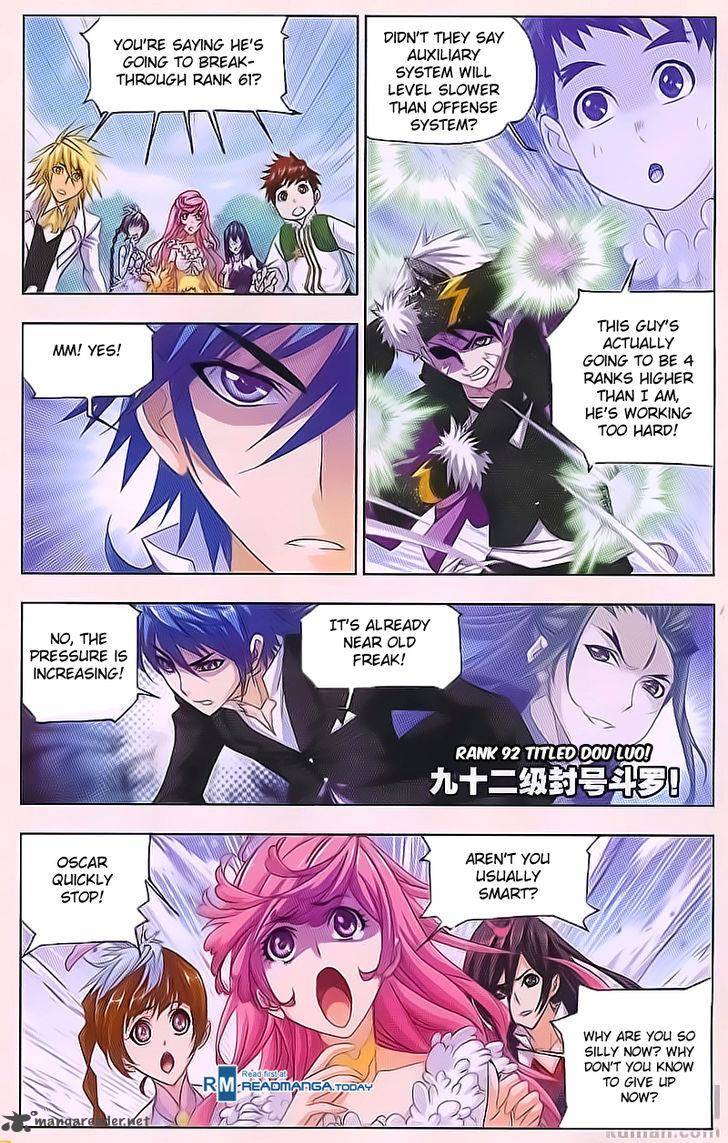 YOU'RE SAYING HE'S
GOING TO BREAK-
THROUGH RANK 61?
DIDN'T THEY SAY
AUXILIARY
SYSTEM WILL
LEVEL SLOWER
THAN OFFENSE
SYSTEM?
THIS GUY'S
ACTUALLY
GOING TO BE 4
RANKS HIGHER
THAN I AM,
HE'S WORKING
TOO HARD!
MM! YES!
NO, THE
PRESSURE IS
INCREASING!
IT'S ALREADY
NEAR OLD
FREAK!
RANK 92 TITLED DOU LUO!
九十二级封号斗罗!
OSCAR
QUICKLY
STOP!
AREN'T YOU
USUALLY
SMART?
WHY ARE YOU SO
SILLY NOW? WHY
DON'T YOU KNOW
TO GIVE UP
NOW?
RM Read first at
READMANGA.TODAY
mangareader.net
kuman.com